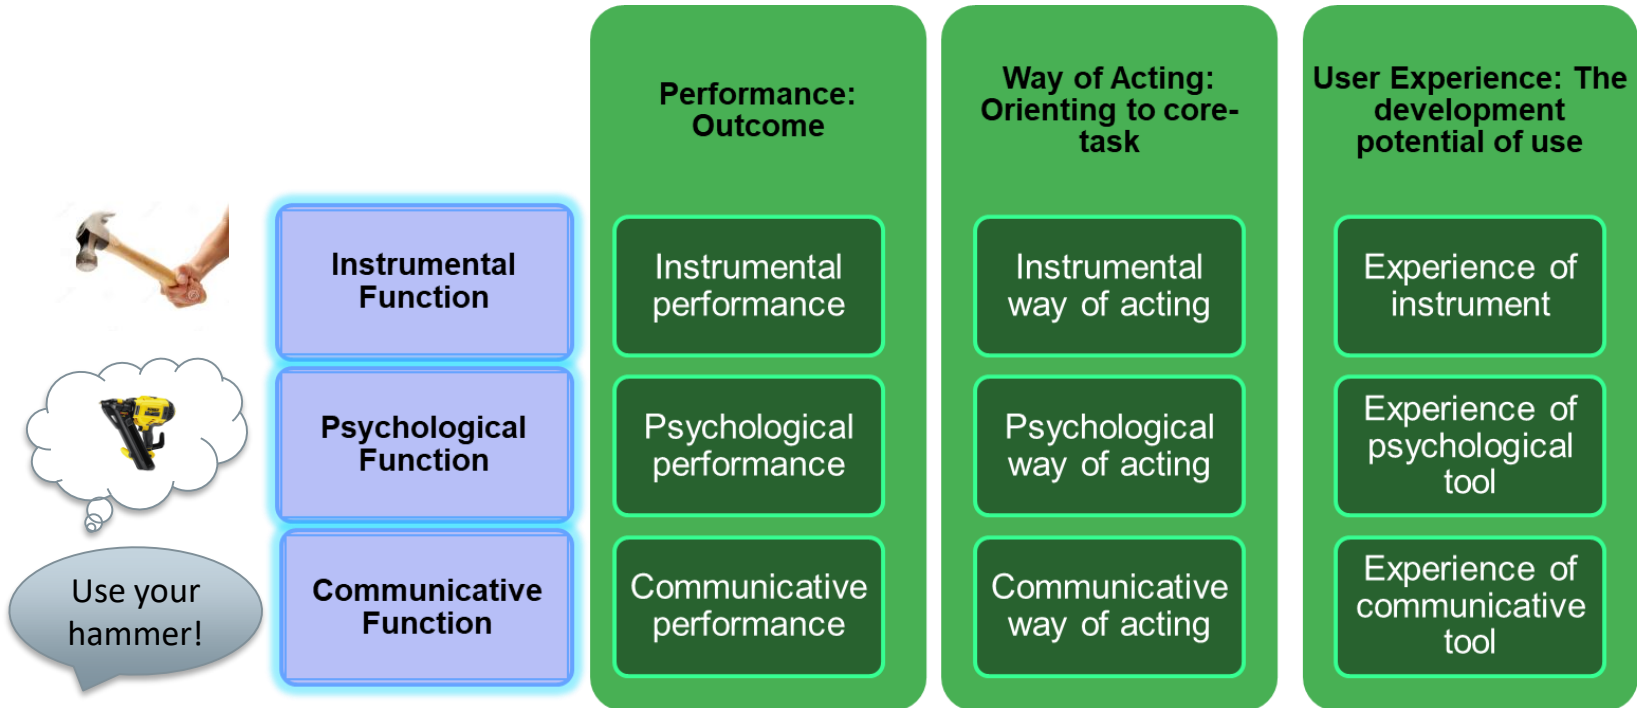 Performance:
Outcome
Way of Acting:
Orienting to core-
task
User Experience: The
development
potential of use
Instrumental
Function
Instrumental
performance
Instrumental
way of acting
Experience of
instrument
Psychological
Function
Psychological
performance
Psychological
way of acting
Experience of
psychological
tool
Use your
hammer!
Communicative
Function
Communicative
performance
Communicative
way of acting
Experience of
communicative
tool